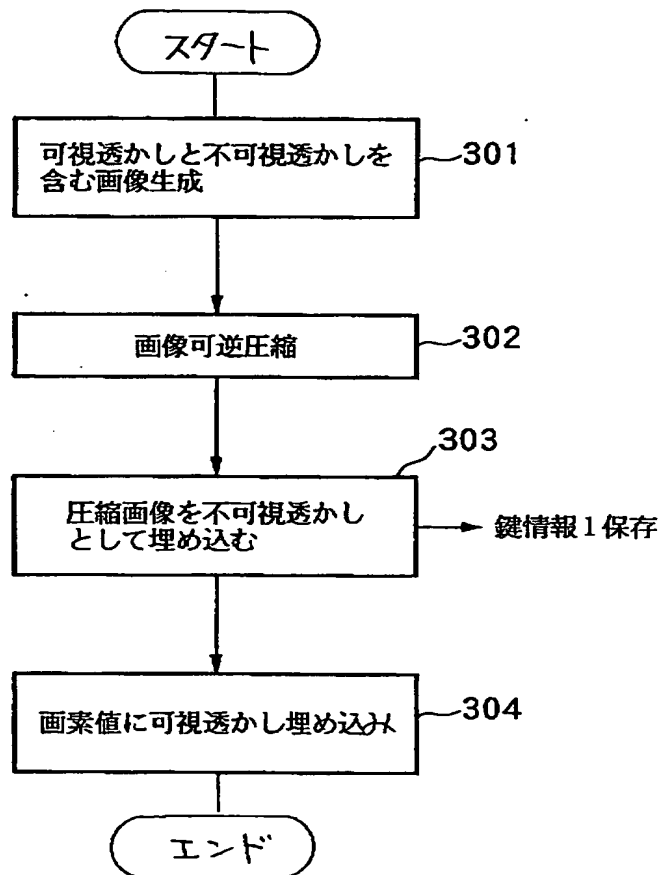 スタート
可視透かしと不可視透かしを
含む画像生成
301
画像可逆圧縮
302
303
圧縮画像を不可視透かし
として埋め込む
鍵情報1保存
画素値に可視透かし埋め込み
304
エンド